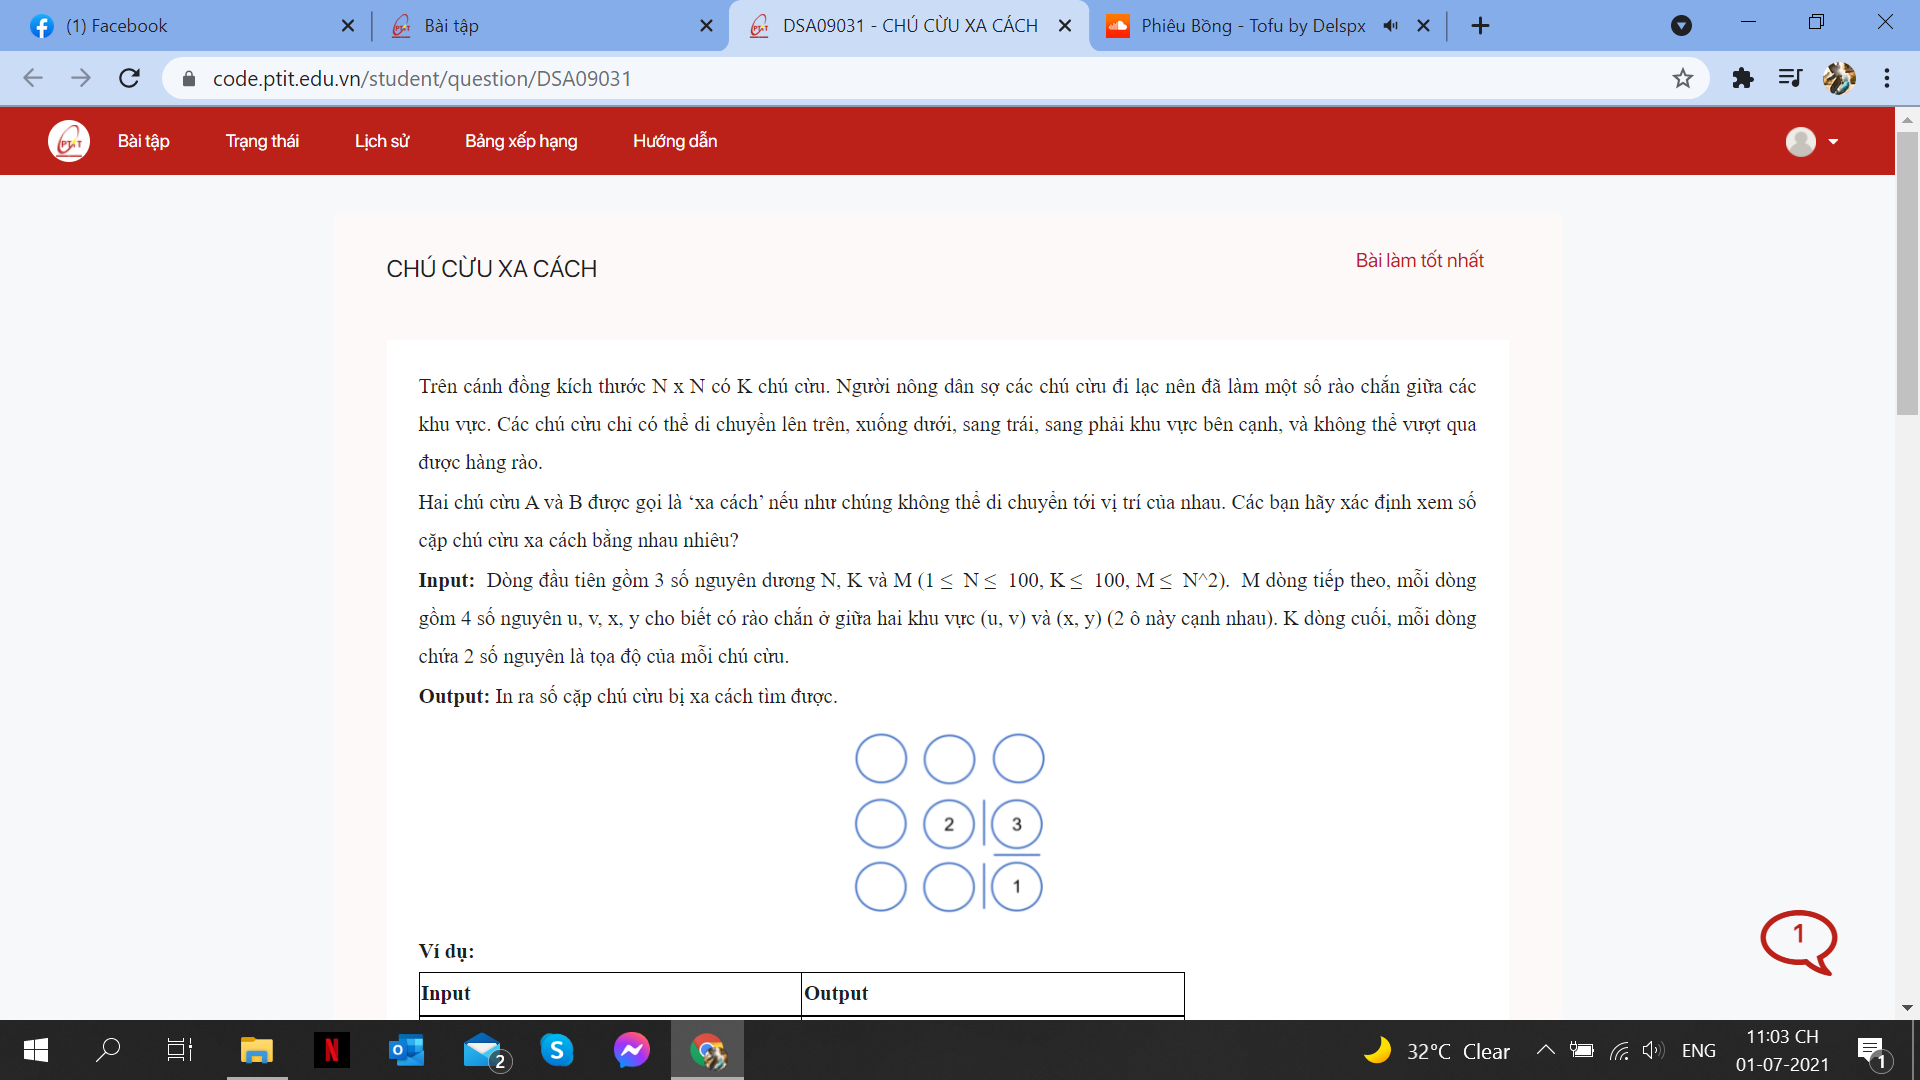 (1) Facebook
Bài tập
DSA09031 - CHÚ CỪU XA CÁCH
Phiêu Bồng - Tofu by Delspx
code.ptit.edu.vn/student/question/DSA09031
PTIT
Bài tập
Trạng thái
Lịch sử
Bảng xếp hạng
Hướng dẫn
CHÚ CỪU XA CÁCH
Bài làm tốt nhất
Trên cánh đồng kích thước N x N có K chú cừu. Người nông dân sợ các chú cừu đi lạc nên đã làm một số rào chắn giữa các
khu vực. Các chú cừu chỉ có thể di chuyển lên trên, xuống dưới, sang trái, sang phải khu vực bên cạnh, và không thể vượt qua
được hàng rào.
Hai chú cừu A và B được gọi là ‘xa cách’ nếu như chúng không thể di chuyển tới vị trí của nhau. Các bạn hãy xác định xem số
cặp chú cừu xa cách bằng nhau nhiêu?
Input: Dòng đầu tiên gồm 3 số nguyên dương N, K và M (1 ≤ N ≤ 100, K ≤ 100, M ≤ N^2). M dòng tiếp theo, mỗi dòng
gồm 4 số nguyên u, v, x, y cho biết có rào chắn ở giữa hai khu vực (u, v) và (x, y) (2 ô này cạnh nhau). K dòng cuối, mỗi dòng
chứa 2 số nguyên là tọa độ của mỗi chú cừu.
Output: In ra số cặp chú cừu bị xa cách tìm được.
2 3
1
Ví dụ:
Input Output
1
2
32°C Clear
ENG
11:03 CH
01-07-2021
1